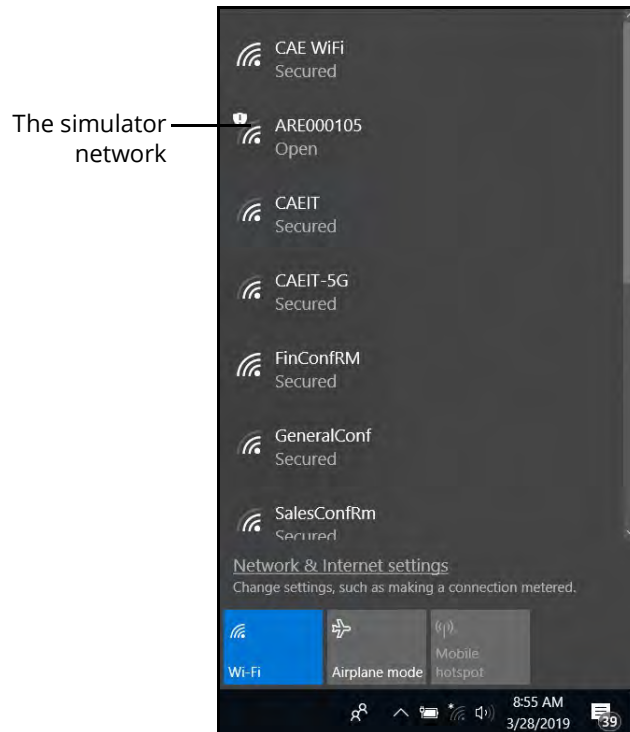 The simulator
network
CAE WiFi
Secured
ARE000105
Open
CAEIT
Secured
CAEIT-5G
Secured
FinConfRM
Secured
GeneralConf
Secured
SalesConfRm
Secured
Network & Internet settings
Change settings, such as making a connection metered.
Wi-Fi
Airplane mode
Mobile
hotspot
8:55 AM
3/28/2019
39